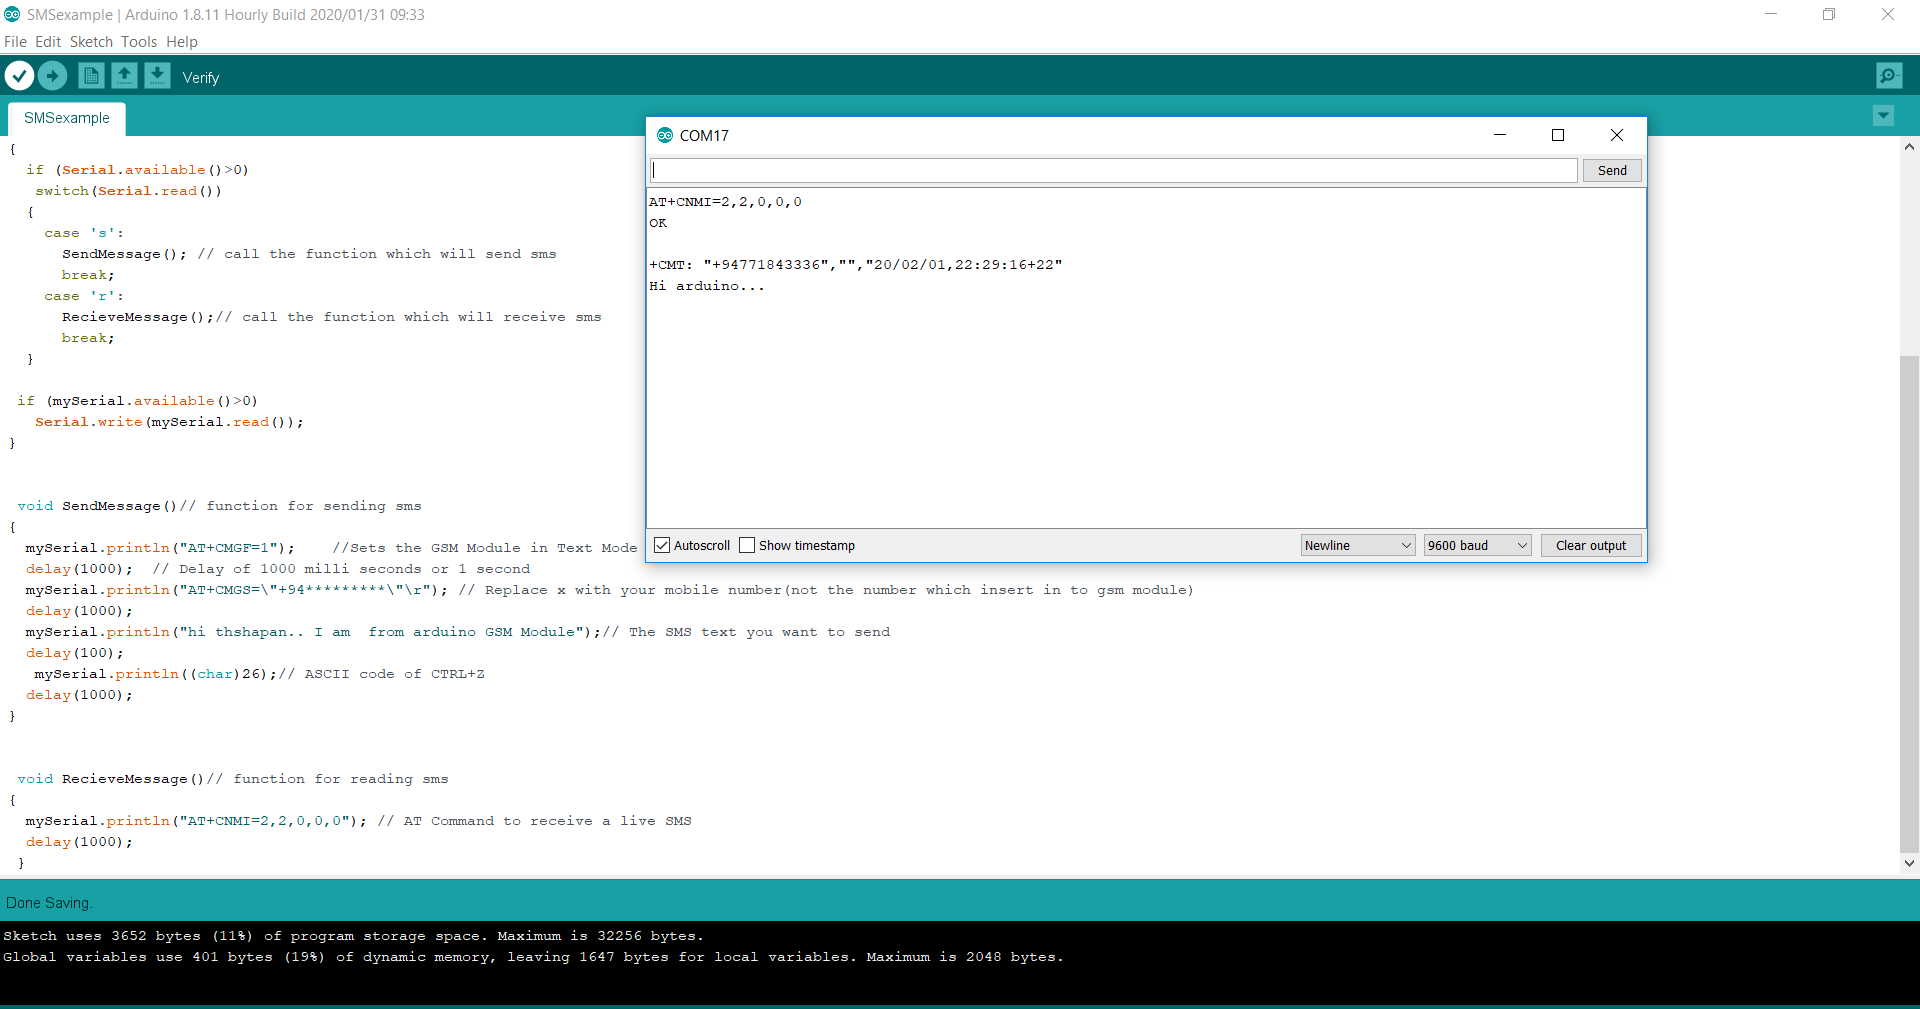 SMSexample | Arduino 1.8.11 Hourly Build 2020/01/31 09:33
File Edit Sketch Tools Help
Verify
SMSexample
{
if (Serial.available()>0)
switch(Serial.read())
{
case 's':
SendMessage(); // call the function which will send sms
break;
case 'r':
RecieveMessage();// call the function which will receive sms
break;
}
if (mySerial.available()>0)
Serial.write(mySerial.read());
}
void SendMessage()// function for sending sms
{
mySerial.println("AT+CMGF=1"); //Sets the GSM Module in Text Mode
delay(1000); // Delay of 1000 milli seconds or 1 second
mySerial.println("AT+CMGS=\"+94*********\"\r"); // Replace x with your mobile number(not the number which insert in to gsm module)
delay(1000);
mySerial.println("hi thshapan.. I am  from arduino GSM Module");// The SMS text you want to send
delay(100);
mySerial.println((char)26);// ASCII code of CTRL+Z
delay(1000);
}
void RecieveMessage()// function for reading sms
{
mySerial.println("AT+CNMI=2,2,0,0,0"); // AT Command to receive a live SMS
delay(1000);
}
COM17
Send
AT+CNMI=2,2,0,0,0
OK
+CMT: "+94771843336","","20/02/01,22:29:16+22"
Hi arduino...
Autoscroll Show timestamp Newline 9600 baud Clear output
Done Saving.
Sketch uses 3652 bytes (11%) of program storage space. Maximum is 32256 bytes.
Global variables use 401 bytes (19%) of dynamic memory, leaving 1647 bytes for local variables. Maximum is 2048 bytes.